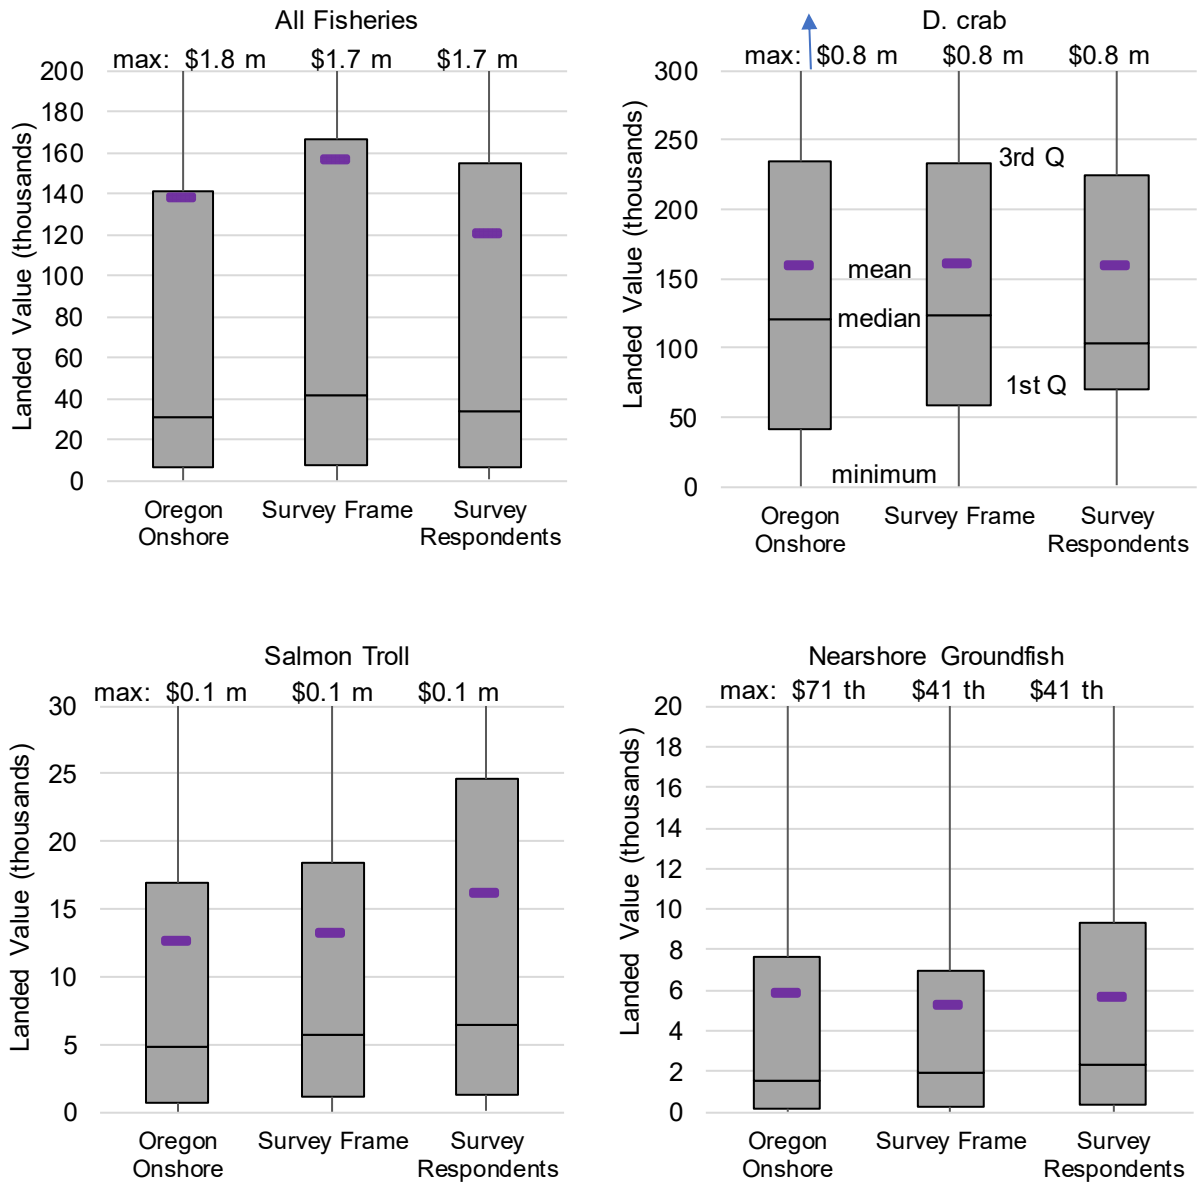 All Fisheries
max: $1.8 m $1.7 m $1.7 m
Landed Value (thousands)
200
180
160
140
120
100
80
60
40
20
0
Oregon Onshore
Survey Frame
Survey Respondents
D. crab
max: $0.8 m $0.8 m $0.8 m
Landed Value (thousands)
300
250
200
150
100
50
0
3rd Q
mean
median
1st Q
minimum
Oregon Onshore
Survey Frame
Survey Respondents
Salmon Troll
max: $0.1 m $0.1 m $0.1 m
Landed Value (thousands)
30
25
20
15
10
5
0
Oregon Onshore
Survey Frame
Survey Respondents
Nearshore Groundfish
max: $71 th $41 th $41 th
Landed Value (thousands)
20
18
16
14
12
10
8
6
4
2
0
Oregon Onshore
Survey Frame
Survey Respondents